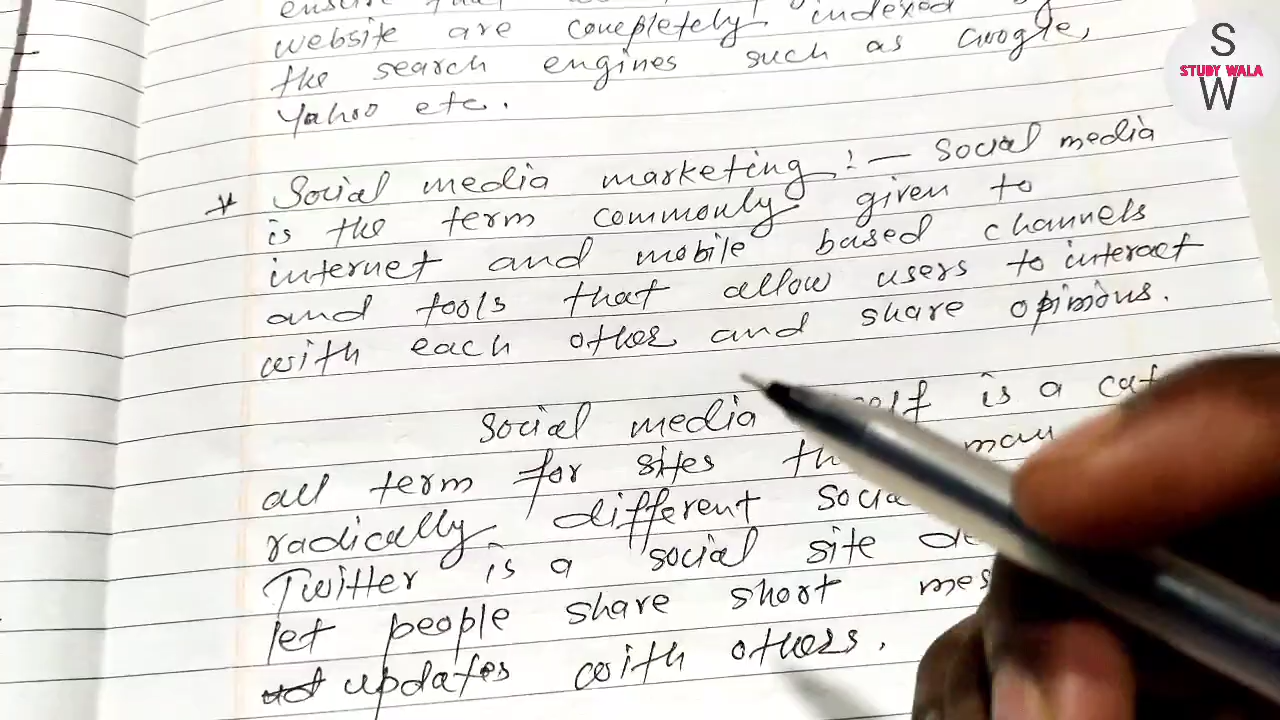 website are completely indexed
the search engines such as Google,
Yahoo etc.
* Social media marketing :- Social media
is the term commonly given to
internet and mobile based channels
and tools that allow users to interact
with each other and share opinions.
Social media is a
all term for sites
radically different
Twitter is a social site
let people share short
updates with others.
S
STUDY WALA
W